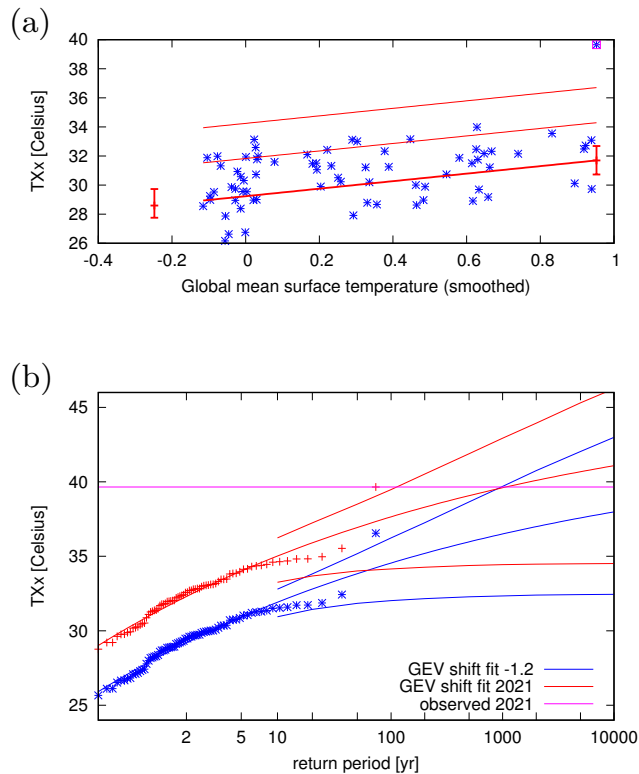 (a)
40
38
36
34
32
30
28
26
TXx [Celsius]
-0.4 -0.2 0 0.2 0.4 0.6 0.8 1
Global mean surface temperature (smoothed)
(b)
45
40
35
30
25
TXx [Celsius]
GEV shift fit -1.2
GEV shift fit 2021
observed 2021
2 5 10 100 1000 10000
return period [yr]